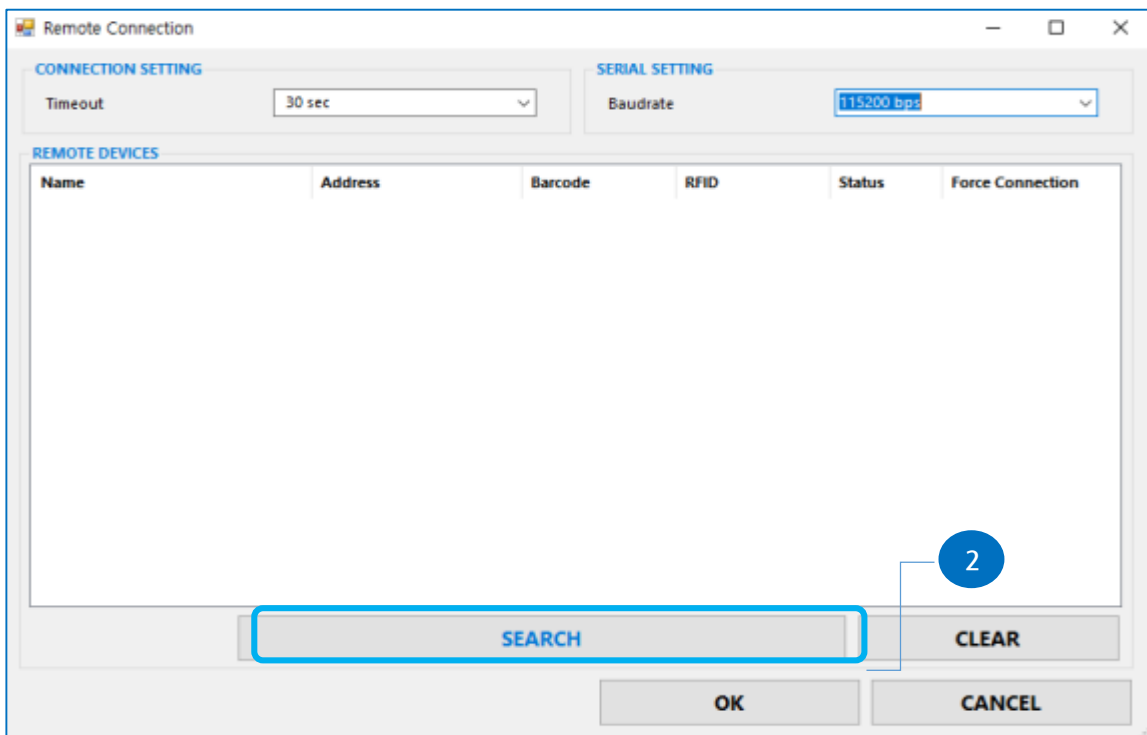 Remote Connection
CONNECTION SETTING
Timeout 30 sec
SERIAL SETTING
Baudrate 115200 bps
REMOTE DEVICES
Name Address Barcode RFID Status Force Connection
2
SEARCH CLEAR
OK CANCEL